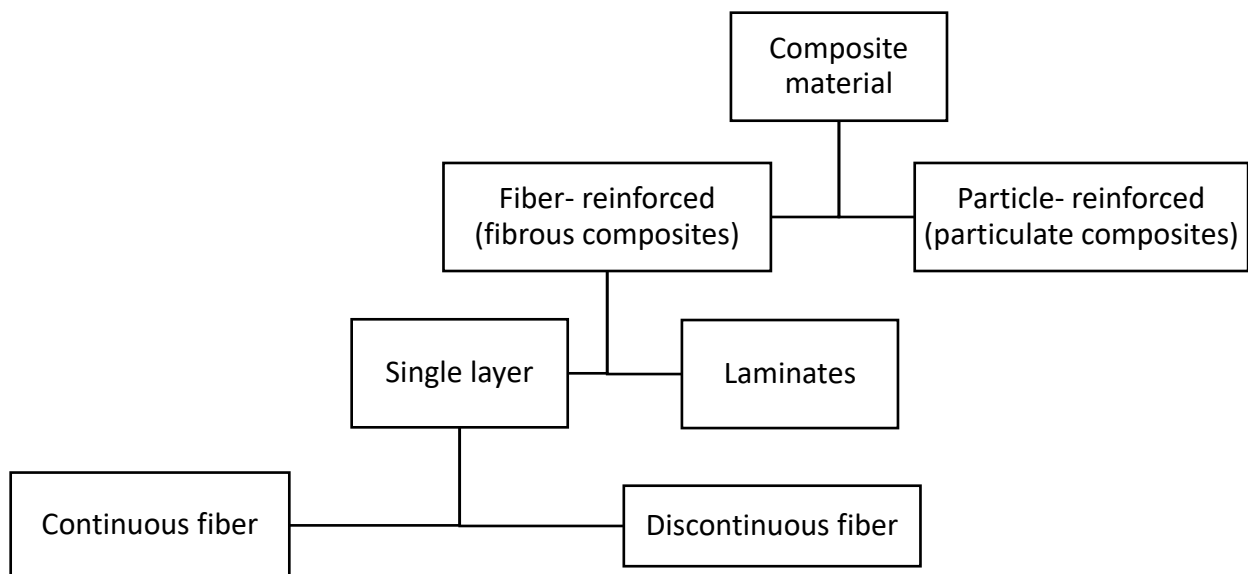 Composite
material
Fiber- reinforced
(fibrous composites)
Particle- reinforced
(particulate composites)
Single layer
Laminates
Continuous fiber
Discontinuous fiber